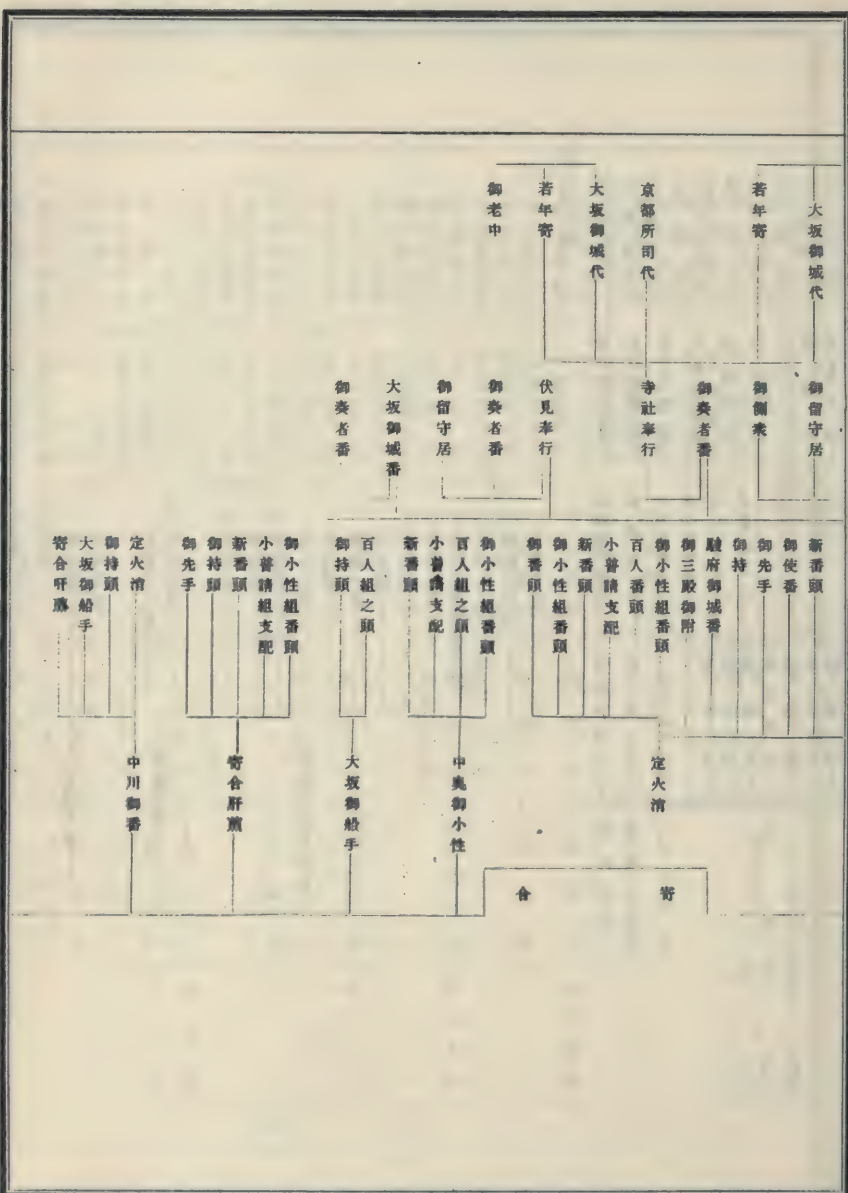 大坂御城代
若年寄
京都所司代
大坂御城代
若年寄
御老中
御留守居
御側衆
御奏者番
寺社奉行
伏見奉行
御奏者番
御留守居
大坂御城番
御奏者番
新番頭
御使番
御先手
御持
駿府御城番
御三殿御附
御小性組番頭
百人番頭
小普請支配
新番頭
御小性組番頭
御番頭
御小性組番頭
百人組之頭
小普請支配
新番頭
百人組之頭
御持頭
御小性組番頭
小普請組支配
新番頭
御持頭
御先手
定火消
御持頭
大坂御船手
寄合肝煎
定火消
中奥御小性
大坂御船手
寄合肝煎
中川御番
寄合